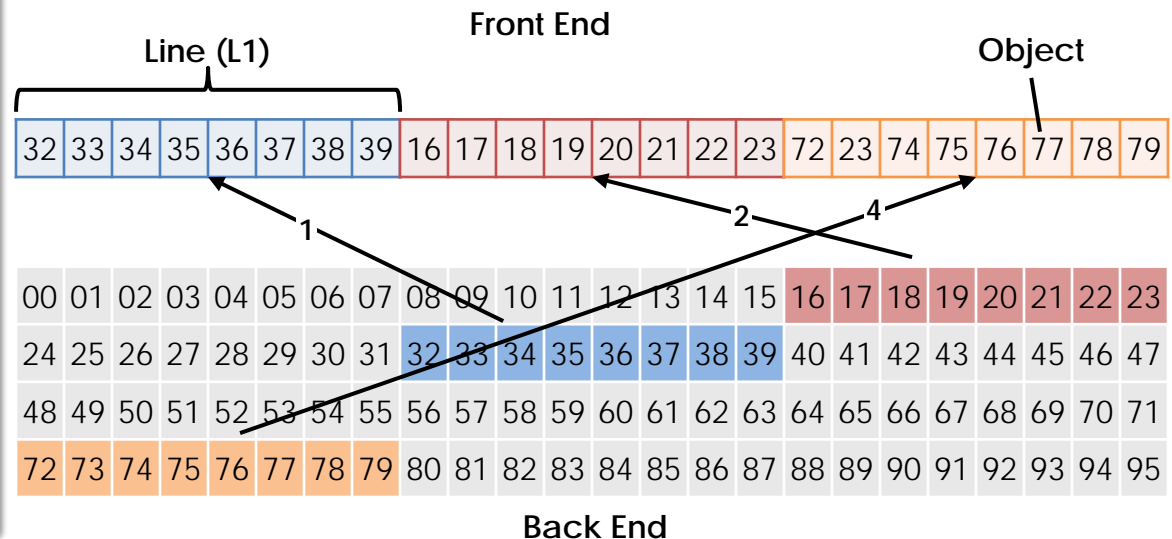 Front End
Line (L1)
Object
32 33 34 35 36 37 38 39 16 17 18 19 20 21 22 23 72 23 74 75 76 77 78 79
1
2
4
00 01 02 03 04 05 06 07 08 09 10 11 12 13 14 15 16 17 18 19 20 21 22 23
24 25 26 27 28 29 30 31 32 33 34 35 36 37 38 39 40 41 42 43 44 45 46 47
48 49 50 51 52 53 54 55 56 57 58 59 60 61 62 63 64 65 66 67 68 69 70 71
72 73 74 75 76 77 78 79 80 81 82 83 84 85 86 87 88 89 90 91 92 93 94 95
Back End